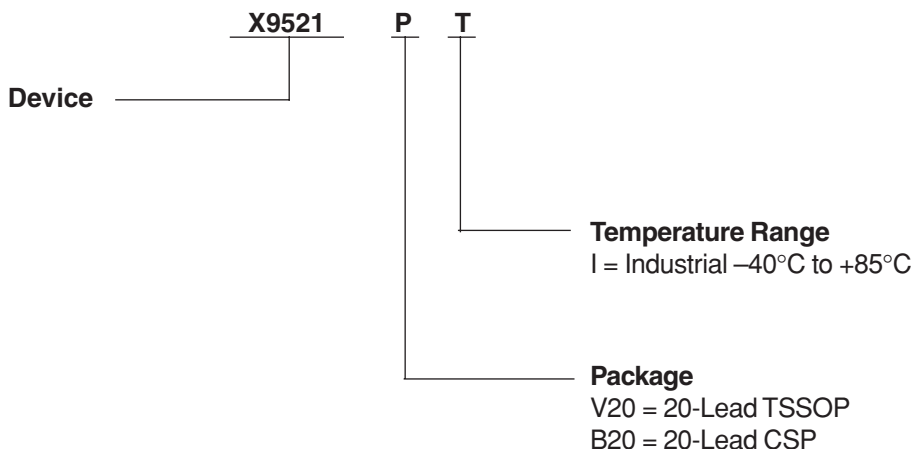 X9521 P T
Device
Temperature Range
I = Industrial –40°C to +85°C
Package
V20 = 20-Lead TSSOP
B20 = 20-Lead CSP